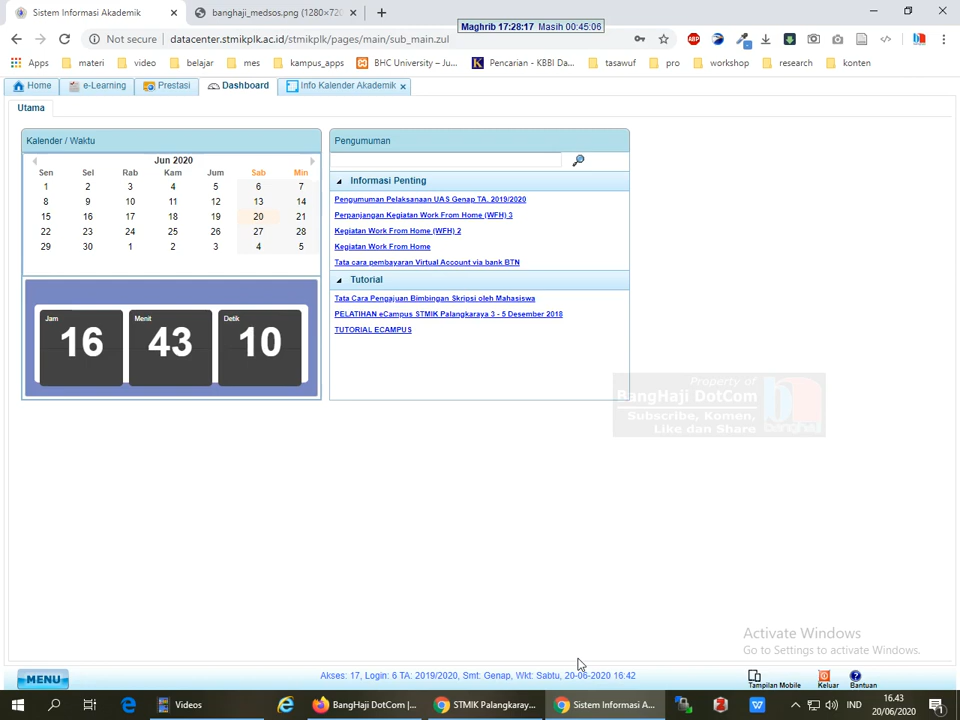 Sistem Informasi Akademik
banghaji_medsos.png (1280×720
Maghrib 17:28:17 Masih 00:45:06
Not secure
datacenter.stmikplk.ac.id/stmikplk/pages/main/sub_main.zul
ABP
Apps
materi
video
belajar
mes
kampus_apps
BHC University – Ju...
Pencarian - KBBI Da...
tasawuf
pro
workshop
research
konten
Home
e-Learning
Prestasi
Dashboard
Info Kalender Akademik
Utama
Kalender / Waktu
Jun 2020
Sen Sel Rab Kam Jum Sab Min
1 2 3 4 5 6 7
8 9 10 11 12 13 14
15 16 17 18 19 20 21
22 23 24 25 26 27 28
29 30 1 2 3 4 5
Jam Menit Detik
16 43 10
Pengumuman
Informasi Penting
Pengumuman Pelaksanaan UAS Genap TA. 2019/2020
Perpanjangan Kegiatan Work From Home (WFH) 3
Kegiatan Work From Home (WFH) 2
Kegiatan Work From Home
Tata cara pembayaran Virtual Account via bank BTN
Tutorial
Tata Cara Pengajuan Bimbingan Skripsi oleh Mahasiswa
PELATIHAN eCampus STMIK Palangkaraya 3 - 5 Desember 2018
TUTORIAL ECAMPUS
Property of
BangHaji DotCom
Subscribe, Komen,
Like dan Share
Activate Windows
Go to Settings to activate Windows.
MENU
Akses: 17, Login: 6 TA: 2019/2020, Smt: Genap, Wkt: Sabtu, 20-06-2020 16:42
Tampilan Mobile
Keluar
Bantuan
Videos
BangHaji DotCom |...
STMIK Palangkaray...
Sistem Informasi A...
IND
16.43
20/06/2020
1